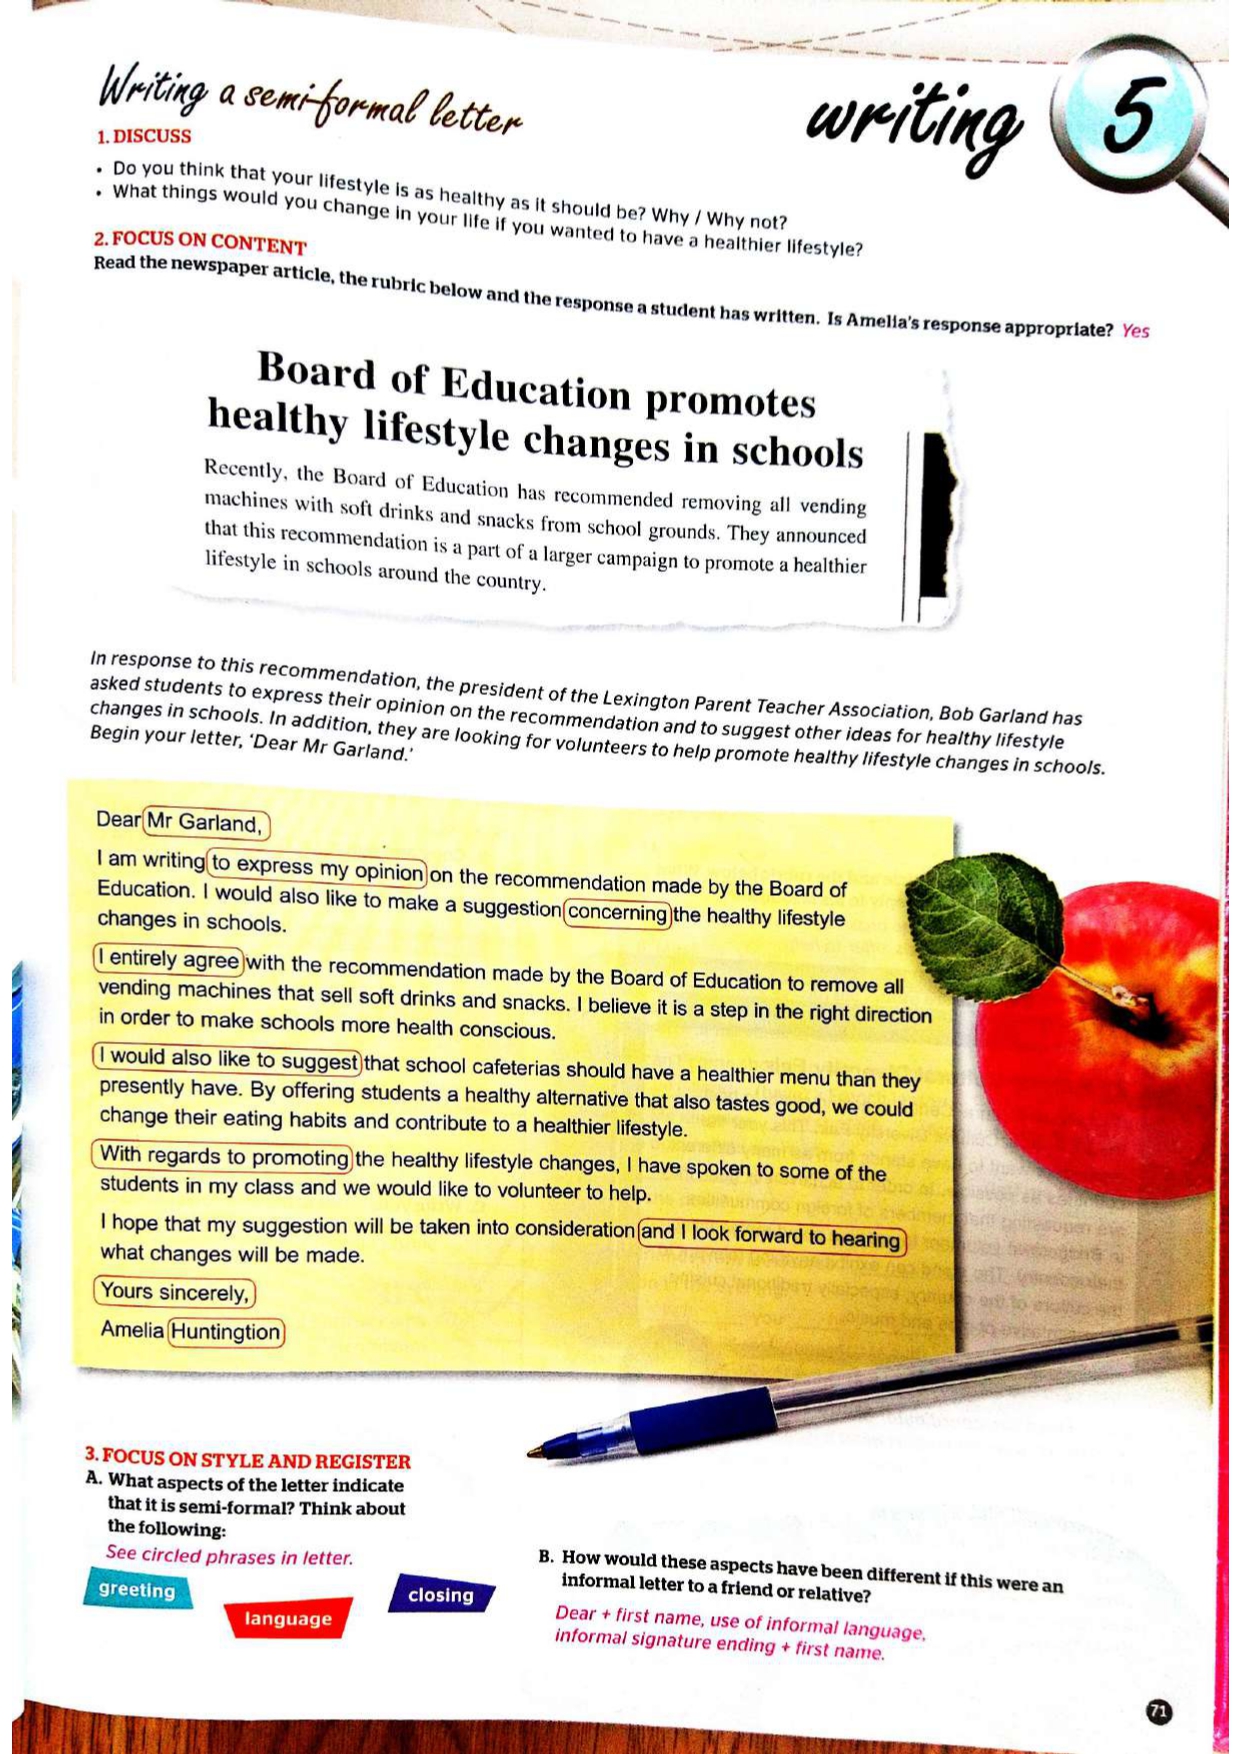 Writing a semi-formal letter
writing 5
1. DISCUSS
• Do you think that your lifestyle is as healthy as it should be? Why / Why not?
• What things would you change in your life if you wanted to have a healthier lifestyle?
2. FOCUS ON CONTENT
Read the newspaper article, the rubric below and the response a student has written. Is Amelia's response appropriate? Yes
Board of Education promotes
healthy lifestyle changes in schools
Recently, the Board of Education has recommended removing all vending
machines with soft drinks and snacks from school grounds. They announced
that this recommendation is a part of a larger campaign to promote a healthier
lifestyle in schools around the country.
In response to this recommendation, the president of the Lexington Parent Teacher Association, Bob Garland has
asked students to express their opinion on the recommendation and to suggest other ideas for healthy lifestyle
changes in schools. In addition, they are looking for volunteers to help promote healthy lifestyle changes in schools.
Begin your letter, 'Dear Mr Garland.'
Dear Mr Garland,
I am writing to express my opinion on the recommendation made by the Board of
Education. I would also like to make a suggestion concerning the healthy lifestyle
changes in schools.
I entirely agree with the recommendation made by the Board of Education to remove all
vending machines that sell soft drinks and snacks. I believe it is a step in the right direction
in order to make schools more health conscious.
I would also like to suggest that school cafeterias should have a healthier menu than they
presently have. By offering students a healthy alternative that also tastes good, we could
change their eating habits and contribute to a healthier lifestyle.
With regards to promoting the healthy lifestyle changes, I have spoken to some of the
students in my class and we would like to volunteer to help.
I hope that my suggestion will be taken into consideration and I look forward to hearing
what changes will be made.
Yours sincerely,
Amelia Huntingtion
3. FOCUS ON STYLE AND REGISTER
A. What aspects of the letter indicate
that it is semi-formal? Think about
the following:
See circled phrases in letter.
greeting
language
closing
B. How would these aspects have been different if this were an
informal letter to a friend or relative?
Dear + first name, use of informal language,
informal signature ending + first name.
71